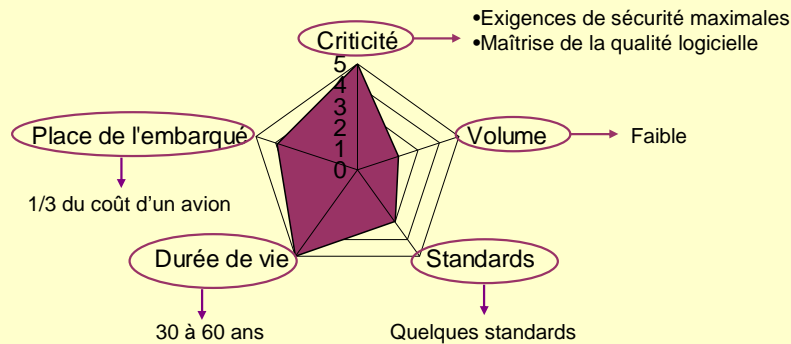 •Exigences de sécurité maximales
Criticité
•Maîtrise de la qualité logicielle
5
4
3
2
1
0
Place de l'embarqué
Volume
Faible
1/3 du coût d'un avion
Durée de vie
Standards
30 à 60 ans
Quelques standards